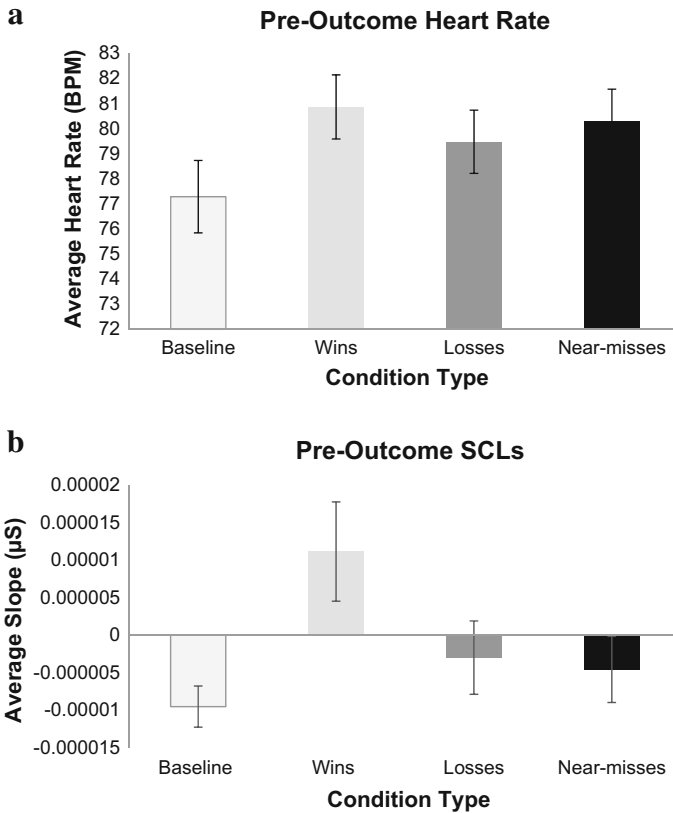 a
Pre-Outcome Heart Rate
Average Heart Rate (BPM)
83
82
81
80
79
78
77
76
75
74
73
72
Baseline Wins Losses Near-misses
Condition Type
b
Pre-Outcome SCLs
Average Slope (µS)
0.00002
0.000015
0.00001
0.000005
0
-0.000005
-0.00001
-0.000015
Baseline Wins Losses Near-misses
Condition Type